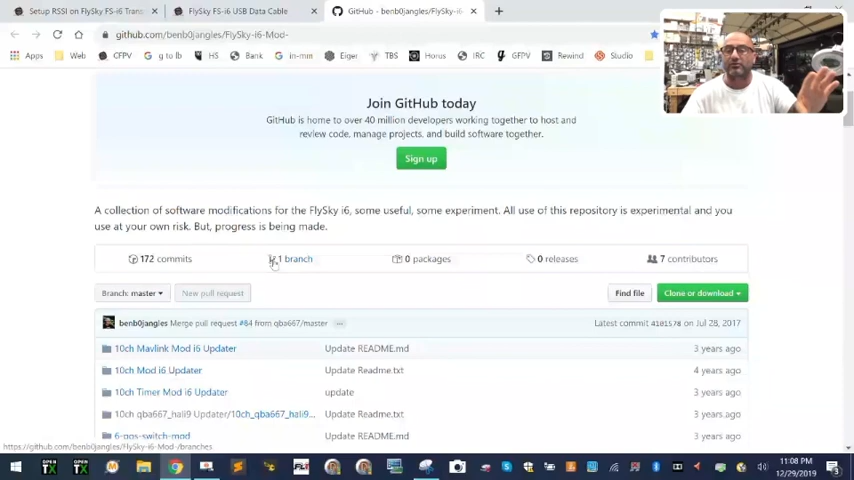 Setup RSSI on FlySky FS-i6 Tran
FlySky FS-i6 USB Data Cable
GitHub - benb0jangles/FlySky-i6
github.com/benb0jangles/FlySky-i6-Mod-
Apps
Web
CFPV
g to lb
HS
Bank
in-mm
Eiger
TBS
Horus
IRC
GFPV
Rewind
Studio
Join GitHub today
GitHub is home to over 40 million developers working together to host
and review code, manage projects, and build software together.
Sign up
A collection of software modifications for the FlySky i6, some useful, some experiment. All use of this repository is experimental and you
use at your own risk. But, progress is being made.
172 commits
1 branch
0 packages
0 releases
7 contributors
Branch: master
New pull request
Find file
Clone or download
benb0jangles Merge pull request #84 from qba667/master ...
Latest commit 4101578 on Jul 28, 2017
10ch Mavlink Mod i6 Updater
Update README.md
3 years ago
10ch Mod i6 Updater
Update Readme.txt
4 years ago
10ch Timer Mod i6 Updater
update
3 years ago
10ch qba667_hali9 Updater/10ch_qba667_hali9...
Update Readme.txt
3 years ago
6-pos-switch-mod
Update README.md
3 years ago
https://github.com/benb0jangles/FlySky-i6-Mod-/branches
11:08 PM
12/29/2019